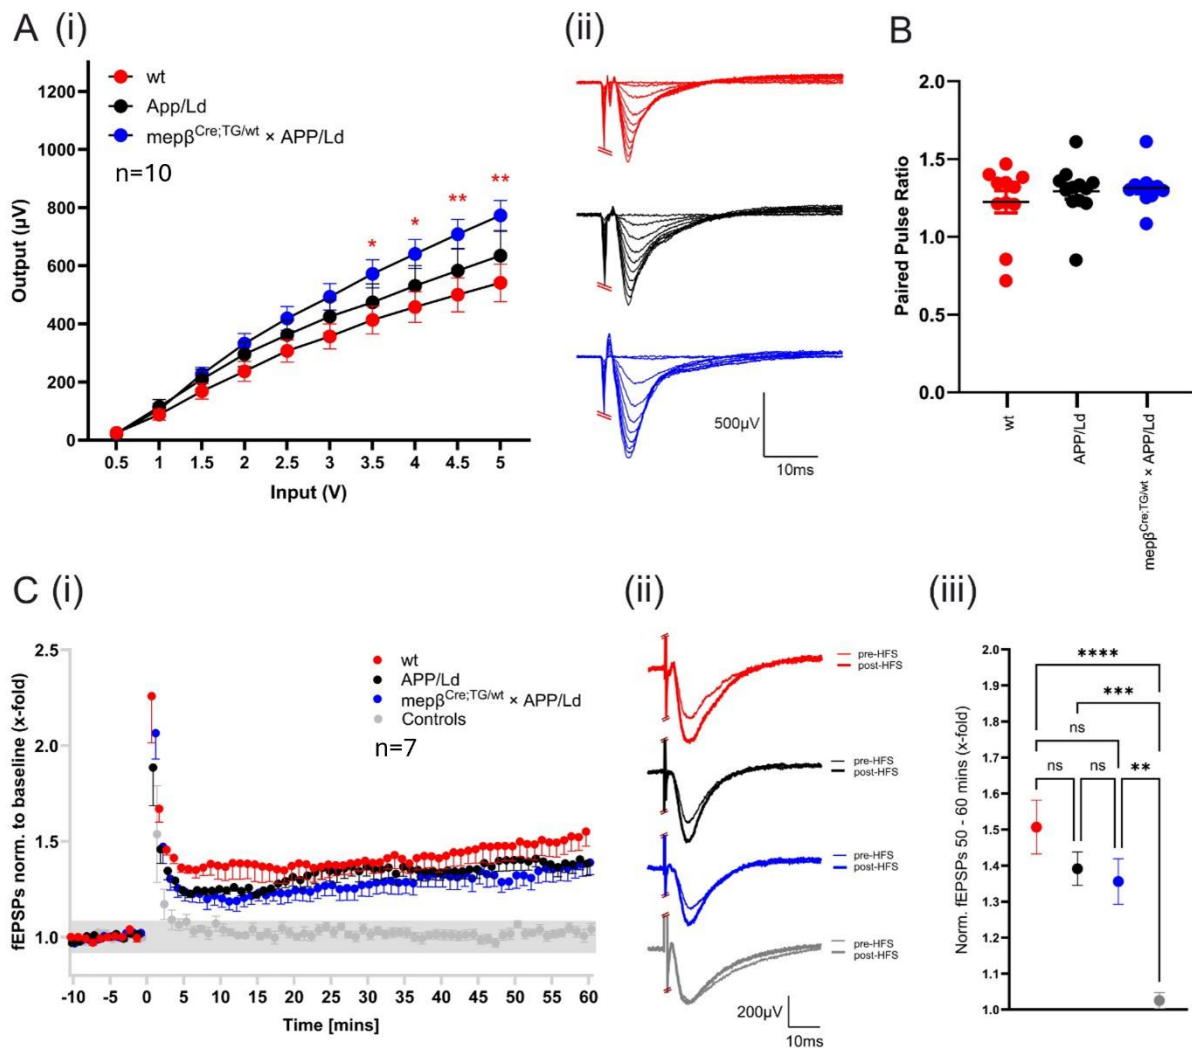 A (i)
wt
App/Ld
mepβCre;TG/wt × APP/Ld
n=10
1200
1000
800
600
400
200
0
Output (µV)
*
*
**
**
0.5 1 1.5 2 2.5 3 3.5 4 4.5 5
Input (V)
(ii)
500µV
10ms
B
2.0
1.5
1.0
0.5
0.0
Paired Pulse Ratio
wt
APP/Ld
mepβCre;TG/wt × APP/Ld
C (i)
2.5
2.0
1.5
1.0
fEPSPs norm. to baseline (x-fold)
wt
APP/Ld
mepβCre;TG/wt × APP/Ld
Controls
n=7
-10 -5 0 5 10 15 20 25 30 35 40 45 50 55 60
Time [mins]
(ii)
pre-HFS
post-HFS
pre-HFS
post-HFS
pre-HFS
post-HFS
pre-HFS
post-HFS
200µV
10ms
(iii)
2.0
1.9
1.8
1.7
1.6
1.5
1.4
1.3
1.2
1.1
1.0
Norm. fEPSPs 50 - 60 mins (x-fold)
****
***
ns
ns
ns
**